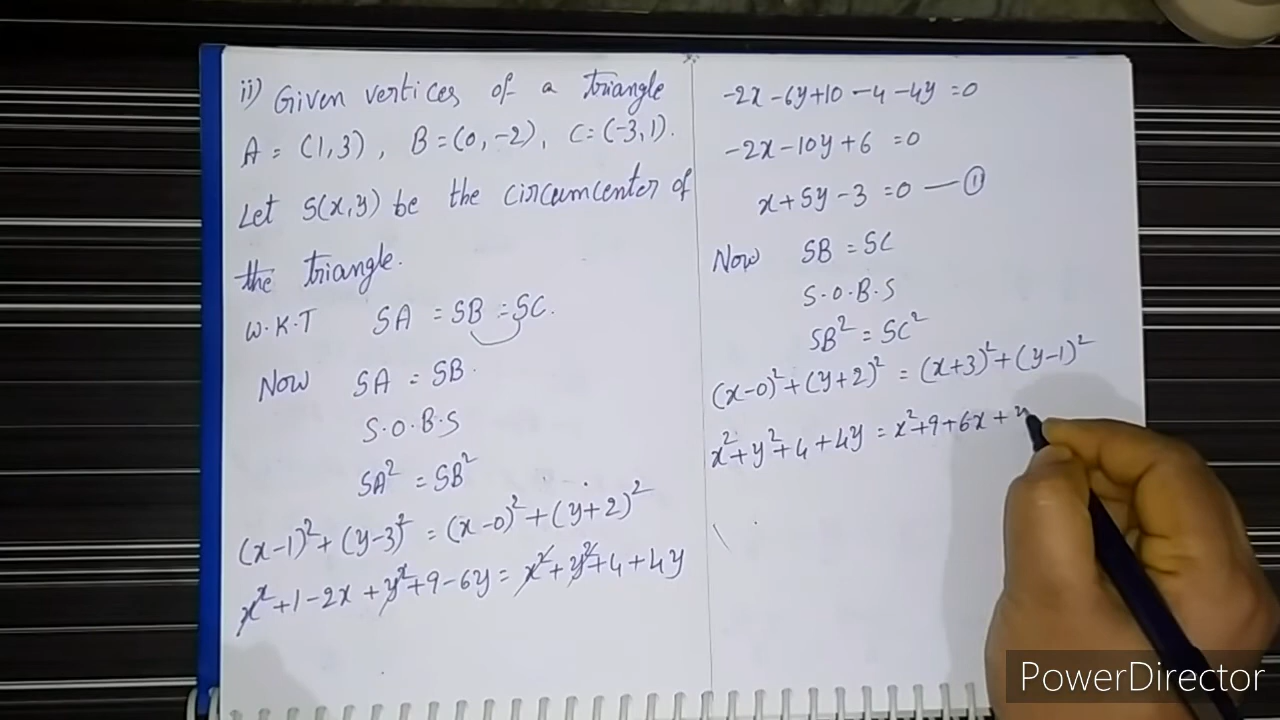 ii) Given vertices of a triangle
A = (1,3), B = (0,-2), C = (-3,1).
Let S(x,y) be the circumcenter of
the triangle.
W.K.T SA = SB = SC.
Now SA = SB.
S.O.B.S
SA² = SB²
(x-1)² + (y-3)² = (x-0)² + (y+2)²
x² + 1 - 2x + y² + 9 - 6y = x² + y² + 4 + 4y
-2x - 6y + 10 - 4 - 4y = 0
-2x - 10y + 6 = 0
x + 5y - 3 = 0 — ①
Now SB = SC
S.O.B.S
SB² = SC²
(x-0)² + (y+2)² = (x+3)² + (y-1)²
x² + y² + 4 + 4y = x² + 9 + 6x +
PowerDirector